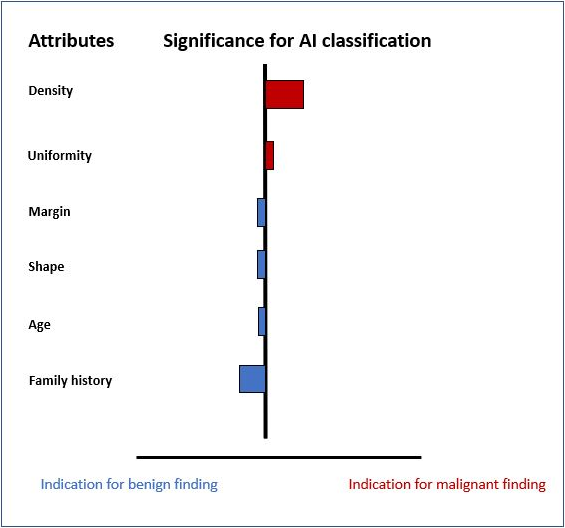 Attributes
Significance for AI classification
Density
Uniformity
Margin
Shape
Age
Family history
Indication for benign finding
Indication for malignant finding